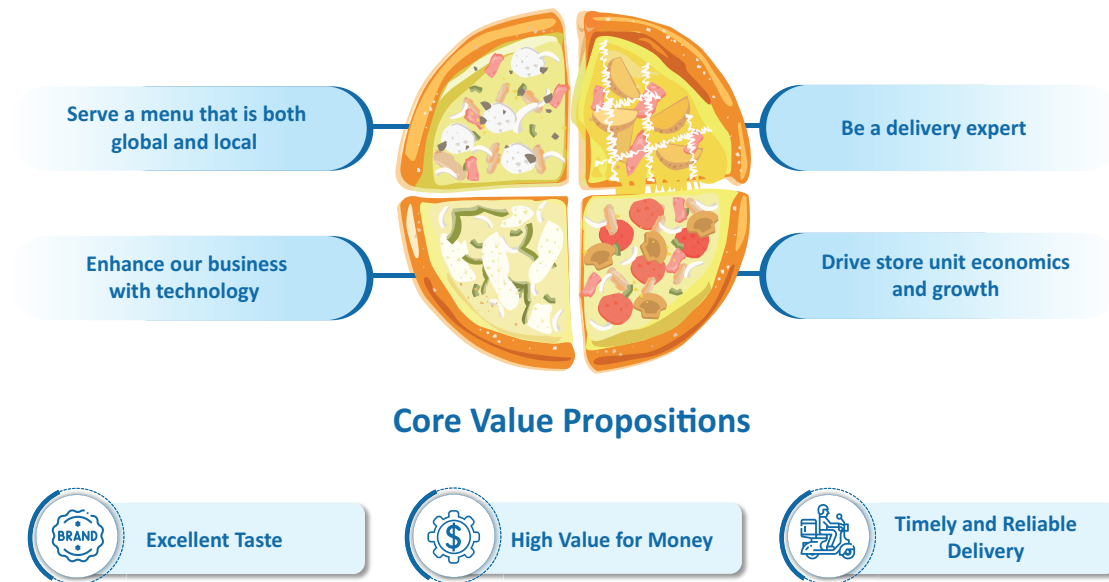 Serve a menu that is both
global and local
Be a delivery expert
Enhance our business
with technology
Drive store unit economics
and growth
Core Value Propositions
BRAND
Excellent Taste
$
High Value for Money
Timely and Reliable
Delivery